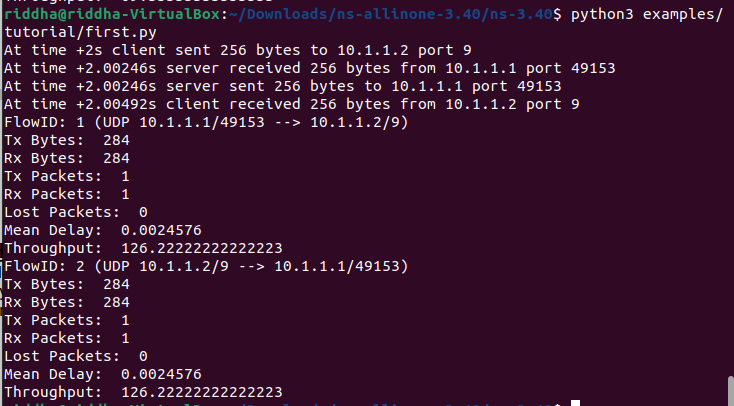 riddha@riddha-VirtualBox:~/Downloads/ns-allinone-3.40/ns-3.40$ python3 examples/
tutorial/first.py
At time +2s client sent 256 bytes to 10.1.1.2 port 9
At time +2.00246s server received 256 bytes from 10.1.1.1 port 49153
At time +2.00246s server sent 256 bytes to 10.1.1.1 port 49153
At time +2.00492s client received 256 bytes from 10.1.1.2 port 9
FlowID: 1 (UDP 10.1.1.1/49153 --> 10.1.1.2/9)
Tx Bytes:  284
Rx Bytes:  284
Tx Packets:  1
Rx Packets:  1
Lost Packets:  0
Mean Delay:  0.0024576
Throughput:  126.22222222222223
FlowID: 2 (UDP 10.1.1.2/9 --> 10.1.1.1/49153)
Tx Bytes:  284
Rx Bytes:  284
Tx Packets:  1
Rx Packets:  1
Lost Packets:  0
Mean Delay:  0.0024576
Throughput:  126.22222222222223